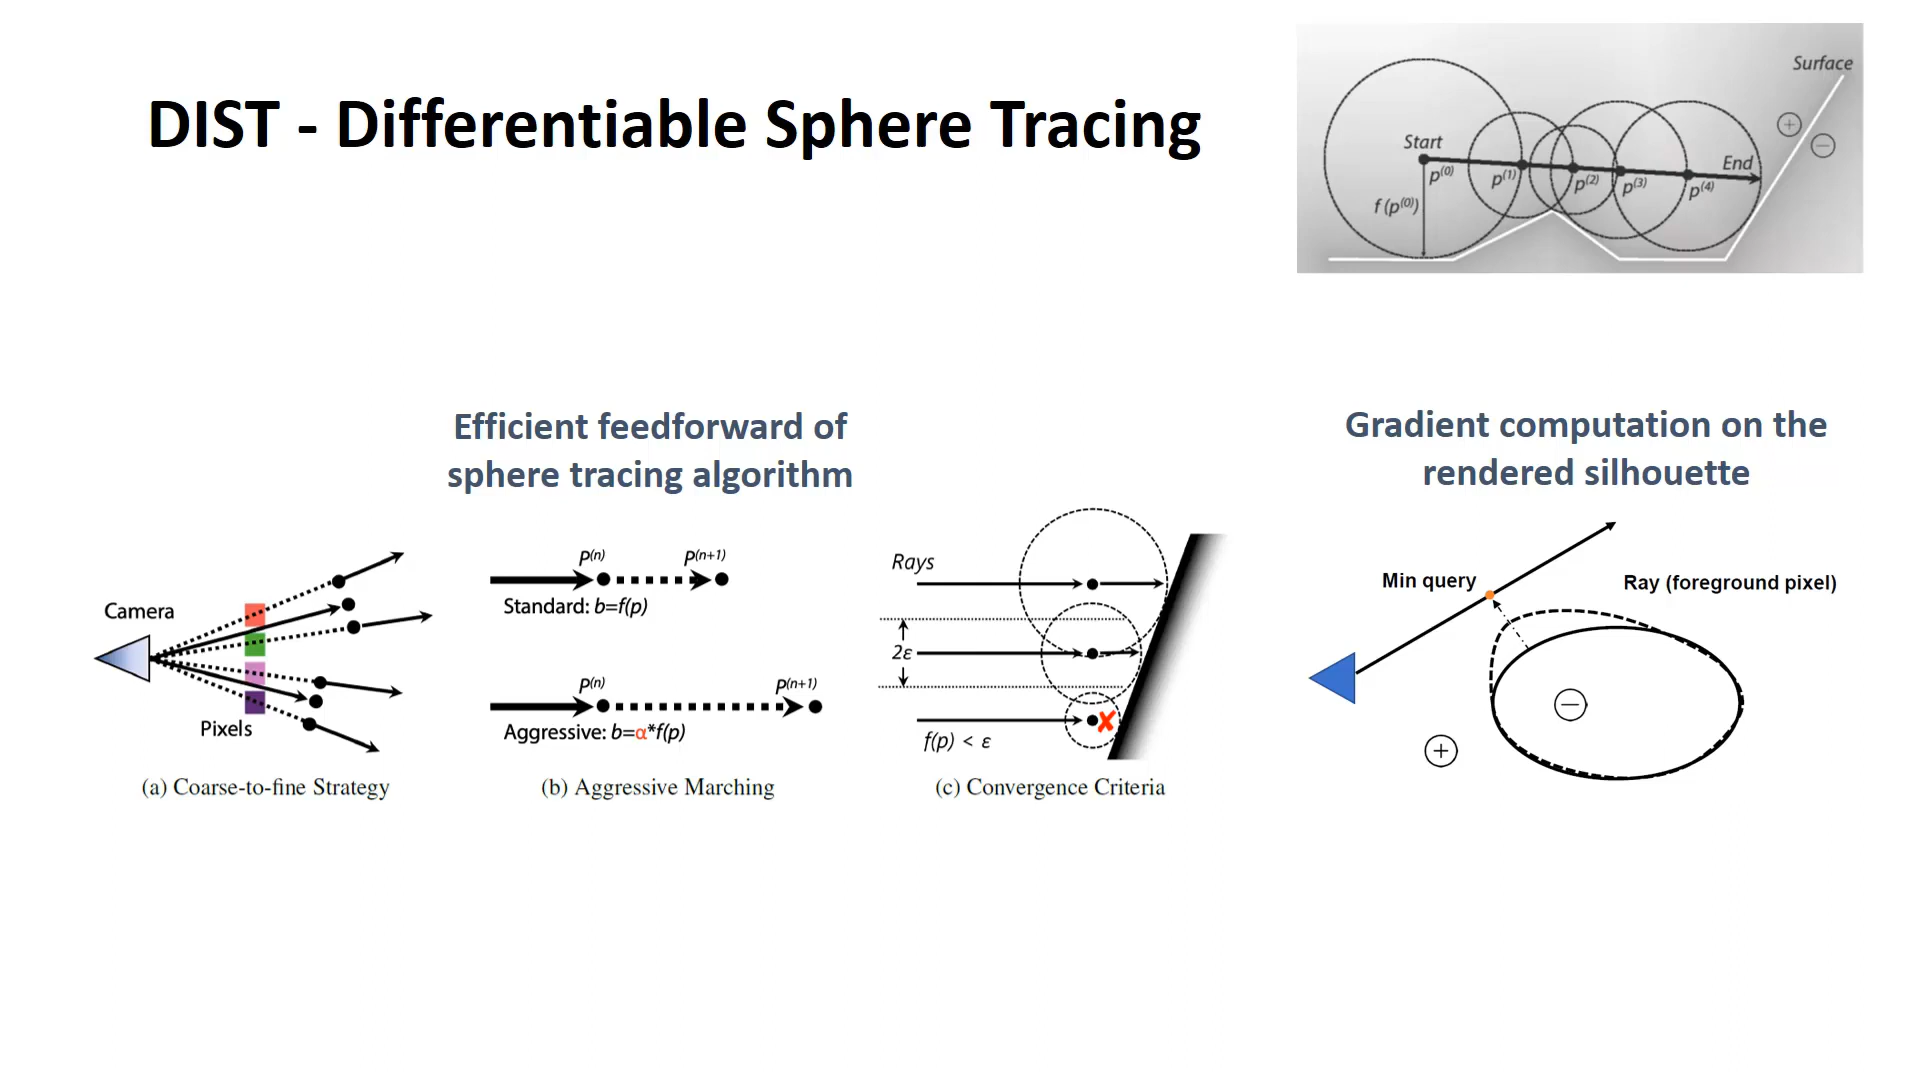 DIST - Differentiable Sphere Tracing
Surface
+
−
Start
End
p(0)
p(1)
p(2)
p(3)
p(4)
f(p(0))
Efficient feedforward of
sphere tracing algorithm
Gradient computation on the
rendered silhouette
Camera
Pixels
(a) Coarse-to-fine Strategy
p(n)
p(n+1)
Standard: b=f(p)
p(n)
p(n+1)
Aggressive: b=α*f(p)
(b) Aggressive Marching
Rays
2ε
f(p) < ε
(c) Convergence Criteria
Min query
Ray (foreground pixel)
−
+